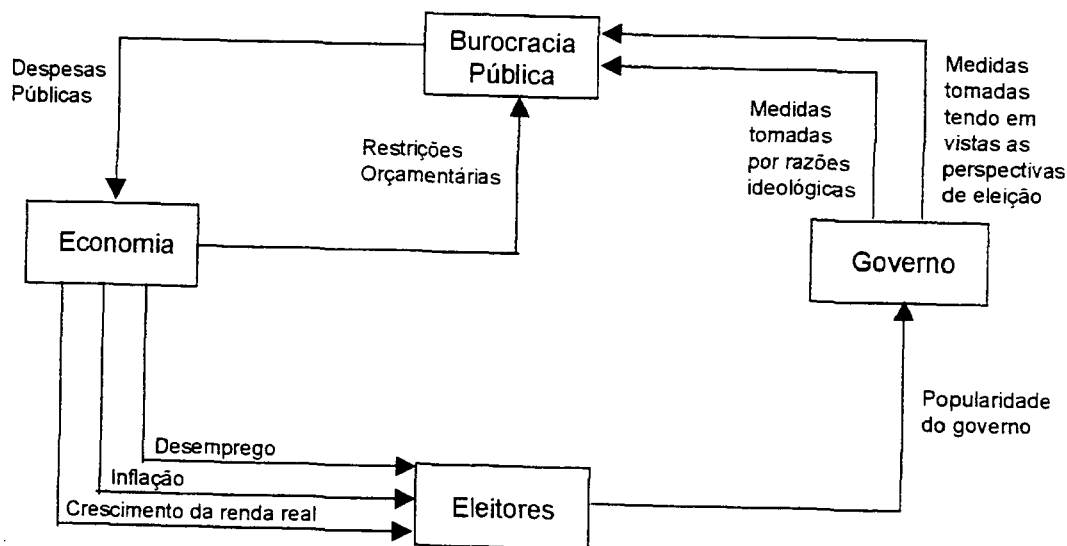 Burocracia
Pública
Despesas
Públicas
Restrições
Orçamentárias
Medidas
tomadas
por razões
ideológicas
Medidas
tomadas
tendo em
vistas as
perspectivas
de eleição
Economia
Governo
Popularidade
do governo
Desemprego
Inflação
Crescimento da renda real
Eleitores